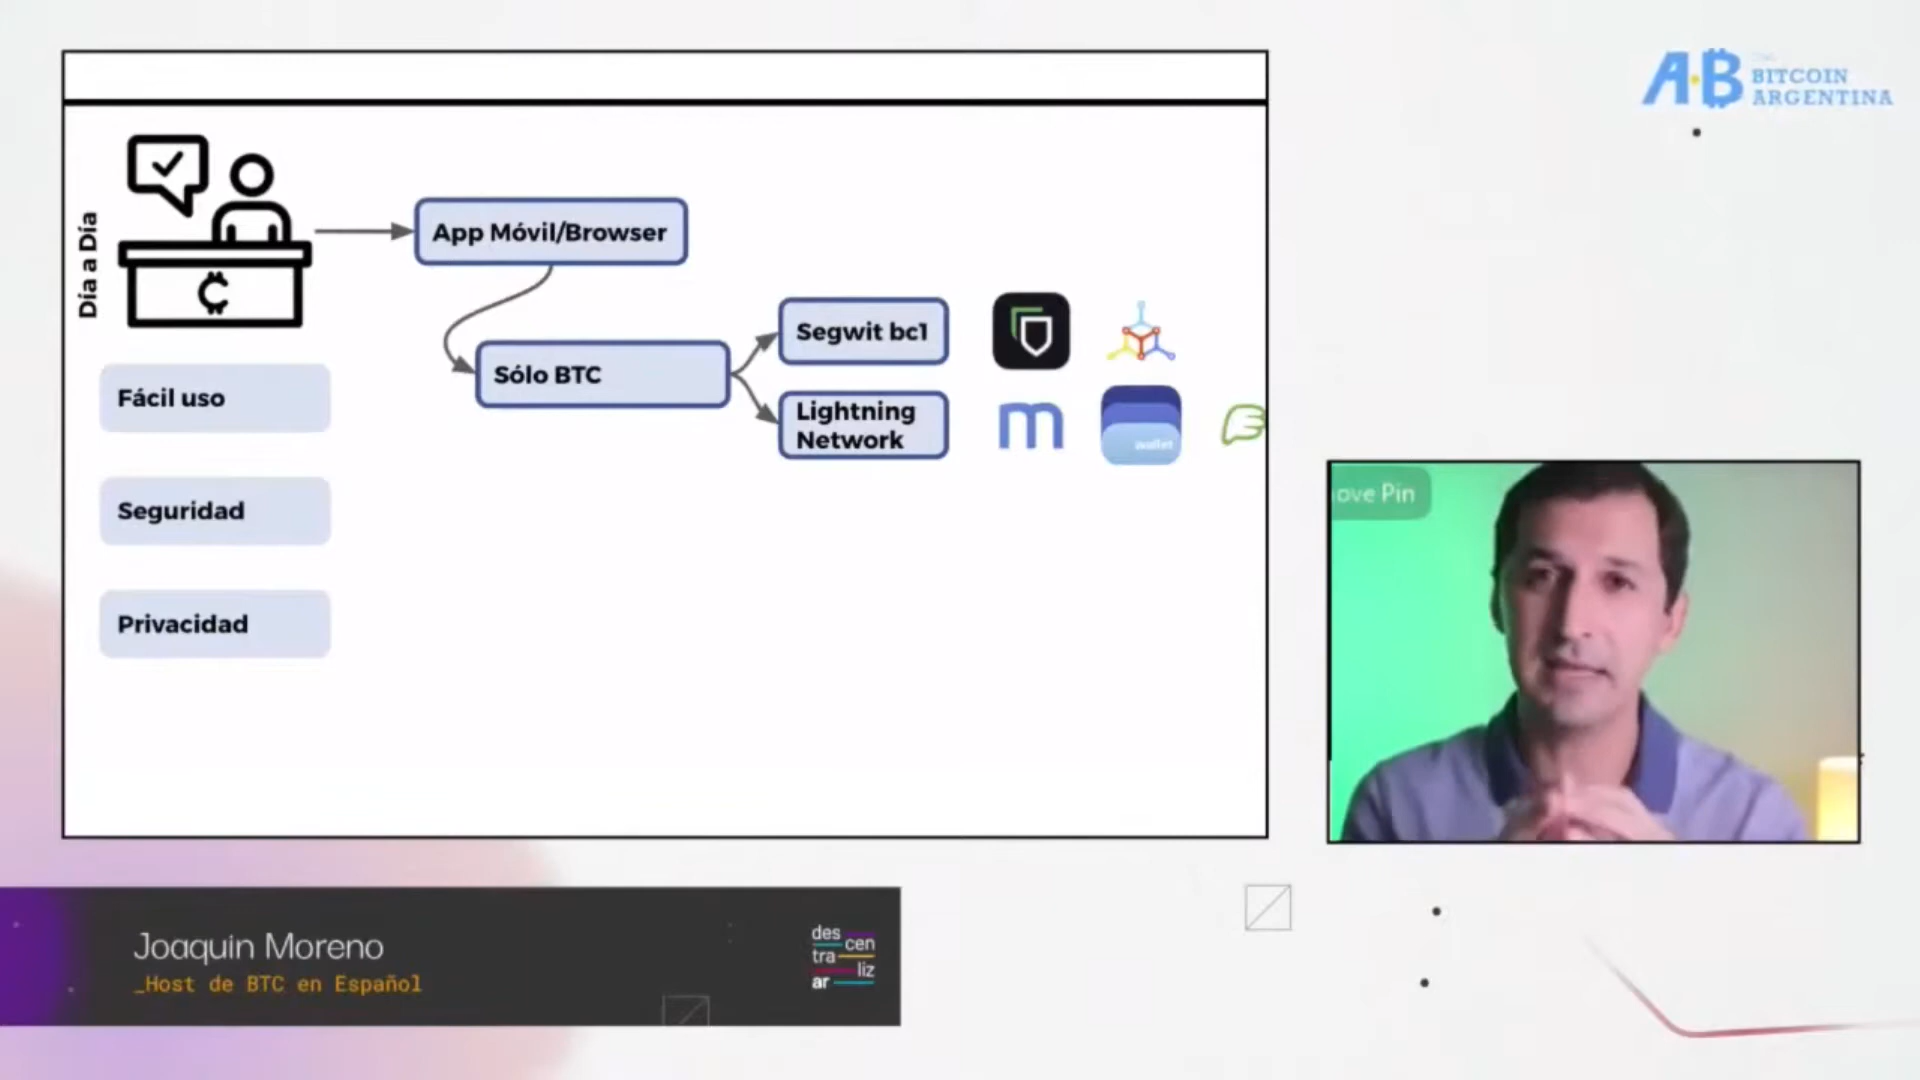 A·B
BITCOIN
ARGENTINA
Día a Día
App Móvil/Browser
Sólo BTC
Segwit bc1
Lightning
Network
m
wallet
Fácil uso
Seguridad
Privacidad
ove Pin
Joaquin Moreno
_Host de BTC en Español
des
cen
tra
liz
ar